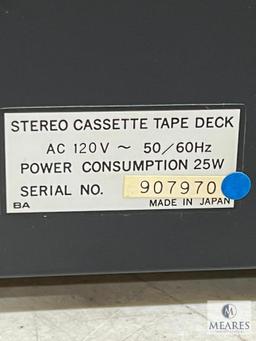 STEREO CASSETTE TAPE DECK
AC 120V ~ 50/60Hz
POWER CONSUMPTION 25W
SERIAL NO. 907970
BA MADE IN JAPAN
M
MEARES